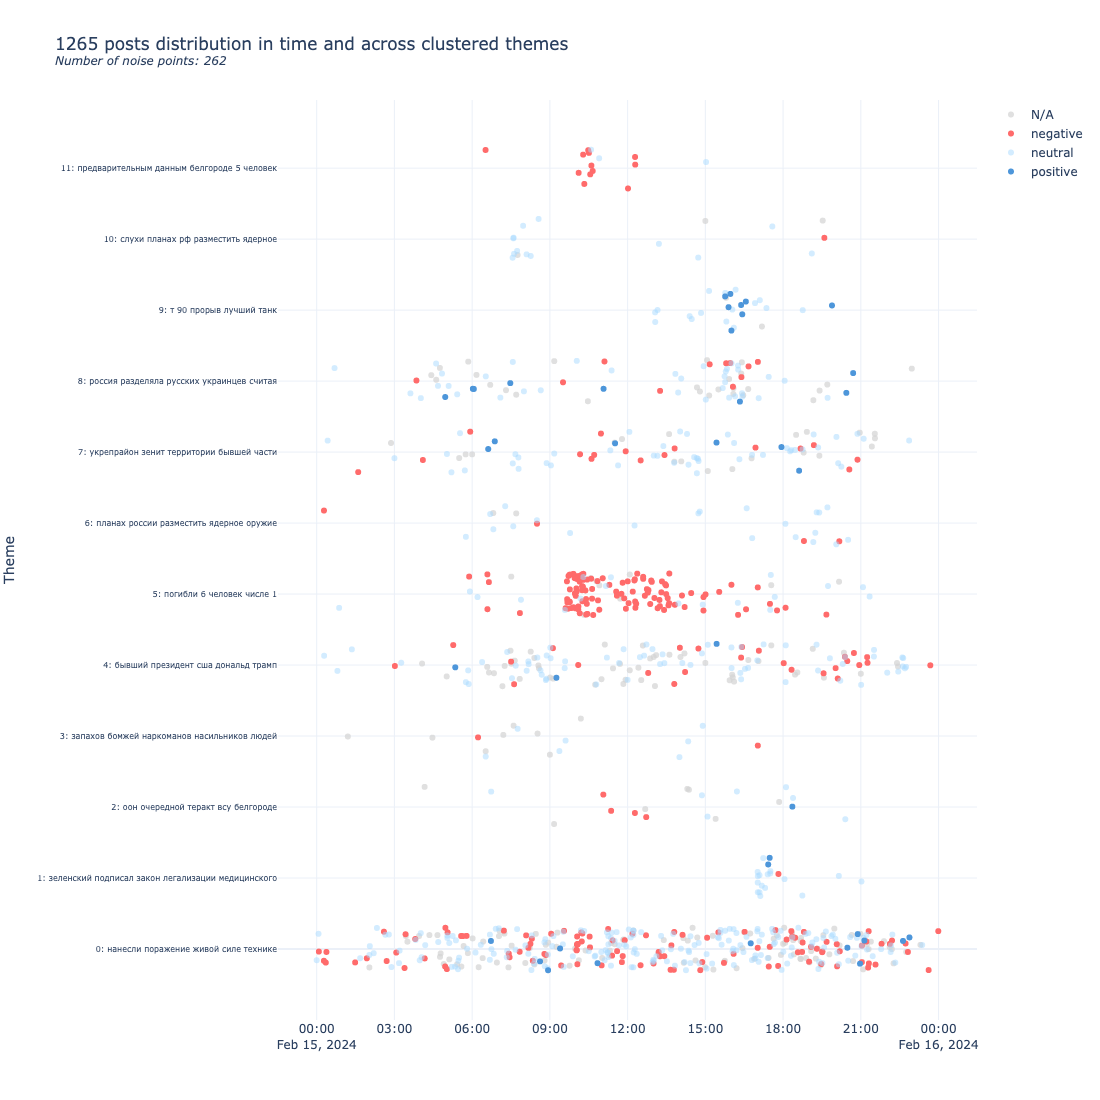 1265 posts distribution in time and across clustered themes
Number of noise points: 262
N/A
negative
neutral
positive
Theme
11: предварительным данным белгороде 5 человек
10: слухи планах рф разместить ядерное
9: т 90 прорыв лучший танк
8: россия разделяла русских украинцев считая
7: укрепрайон зенит территории бывшей части
6: планах россии разместить ядерное оружие
5: погибли 6 человек числе 1
4: бывший президент сша дональд трамп
3: запахов бомжей наркоманов насильников людей
2: оон очередной теракт всу белгороде
1: зеленский подписал закон легализации медицинского
0: нанесли поражение живой силе технике
00:00 03:00 06:00 09:00 12:00 15:00 18:00 21:00 00:00
Feb 15, 2024 Feb 16, 2024